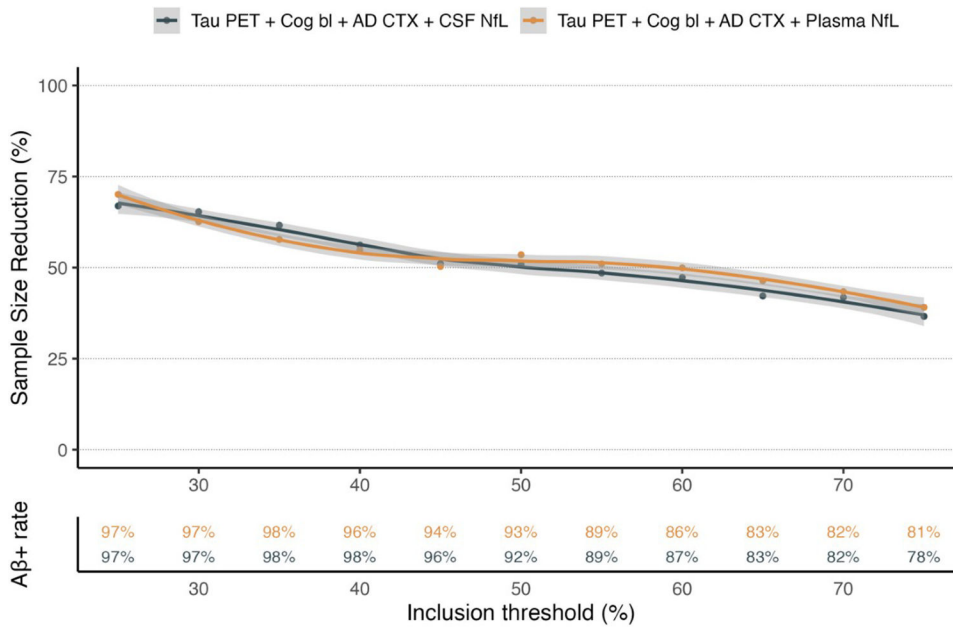 Tau PET + Cog bl + AD CTX + CSF NfL Tau PET + Cog bl + AD CTX + Plasma NfL
Sample Size Reduction (%)
100
75
50
25
0
30 40 50 60 70
Aβ+ rate
97% 97% 98% 96% 94% 93% 89% 86% 83% 82% 81%
97% 97% 98% 98% 96% 92% 89% 87% 83% 82% 78%
30 40 50 60 70
Inclusion threshold (%)